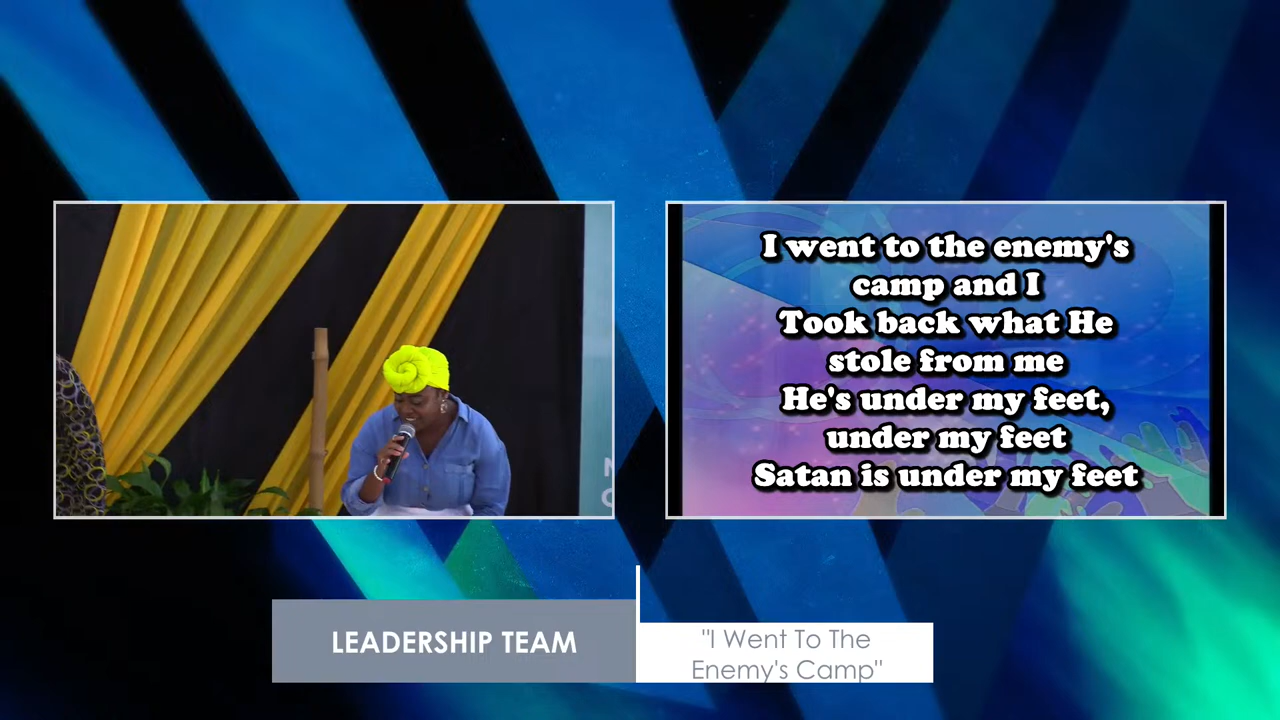 I went to the enemy's
camp and I
Took back what He
stole from me
He's under my feet,
under my feet
Satan is under my feet
LEADERSHIP TEAM
"I Went To The
Enemy's Camp"